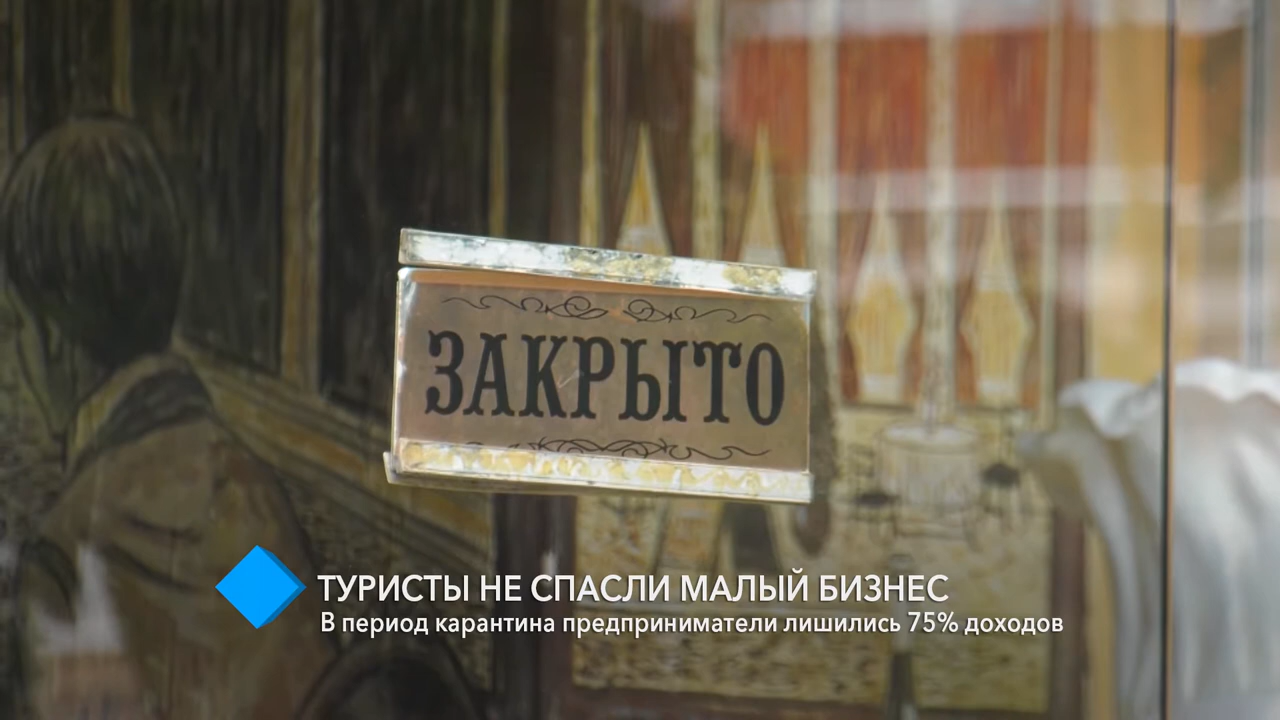 ЗАКРЫТО
ТУРИСТЫ НЕ СПАСЛИ МАЛЫЙ БИЗНЕС
В период карантина предприниматели лишились 75% доходов